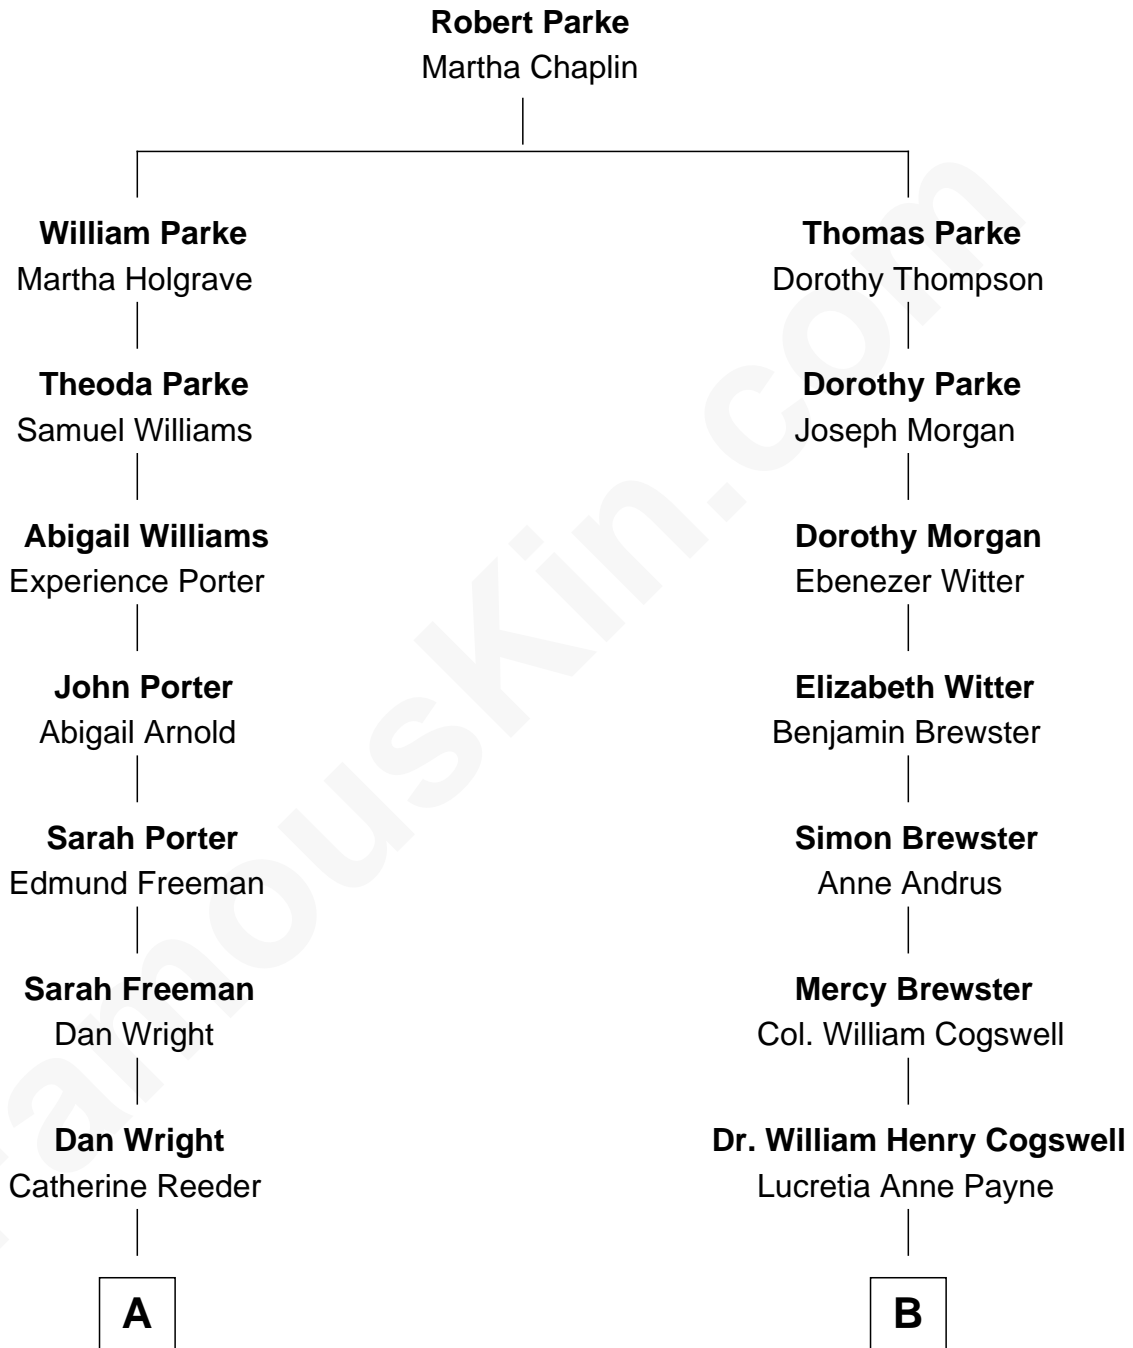 Robert Parke
Martha Chaplin
William Parke
Martha Holgrave
Theoda Parke
Samuel Williams
Abigail Williams
Experience Porter
John Porter
Abigail Arnold
Sarah Porter
Edmund Freeman
Sarah Freeman
Dan Wright
Dan Wright
Catherine Reeder
A
Thomas Parke
Dorothy Thompson
Dorothy Parke
Joseph Morgan
Dorothy Morgan
Ebenezer Witter
Elizabeth Witter
Benjamin Brewster
Simon Brewster
Anne Andrus
Mercy Brewster
Col. William Cogswell
Dr. William Henry Cogswell
Lucretia Anne Payne
B
FamousKin.com